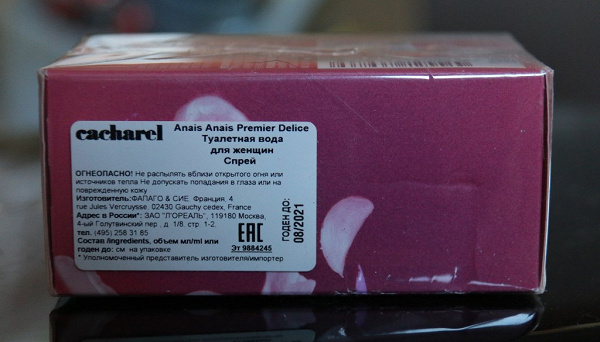 cacharel
Anais Anais Premier Delice
Туалетная вода
для женщин
Спрей
ОГНЕОПАСНО! Не распылять вблизи открытого огня или
источников тепла Не допускать попадания в глаза или на
поврежденную кожу
Изготовитель:ФАПАГО & СИЕ. Франция, 4
rue Jules Vercruysse, 02430 Gauchy cedex, France
Адрес в России*: ЗАО "Л'ОРЕАЛЬ", 119180 Москва,
4-ый Голутвинский пер., д. 1/8, стр. 1-2.
тел. (495) 258 31 85
Состав /ingredients, объем мл/ml или
годен до: см. на упаковке
* Уполномоченный представитель изготовителя/импортер
EAC
Эт 9884245
ГОДЕН ДО:
08/2021